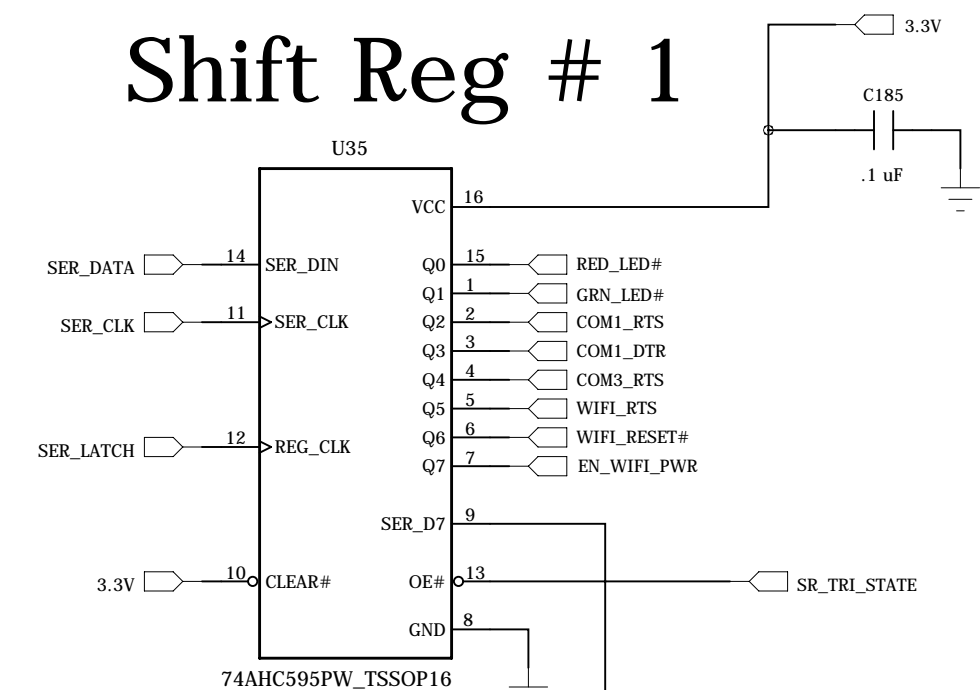 Shift Reg # 1
3.3V
C185
.1 uF
U35
VCC 16
SER_DATA 14 SER_DIN Q0 15 RED_LED#
Q1 1 GRN_LED#
SER_CLK 11 SER_CLK Q2 2 COM1_RTS
Q3 3 COM1_DTR
Q4 4 COM3_RTS
Q5 5 WIFI_RTS
SER_LATCH 12 REG_CLK Q6 6 WIFI_RESET#
Q7 7 EN_WIFI_PWR
SER_D7 9
3.3V 10 CLEAR# OE# 13 SR_TRI_STATE
GND 8
74AHC595PW_TSSOP16